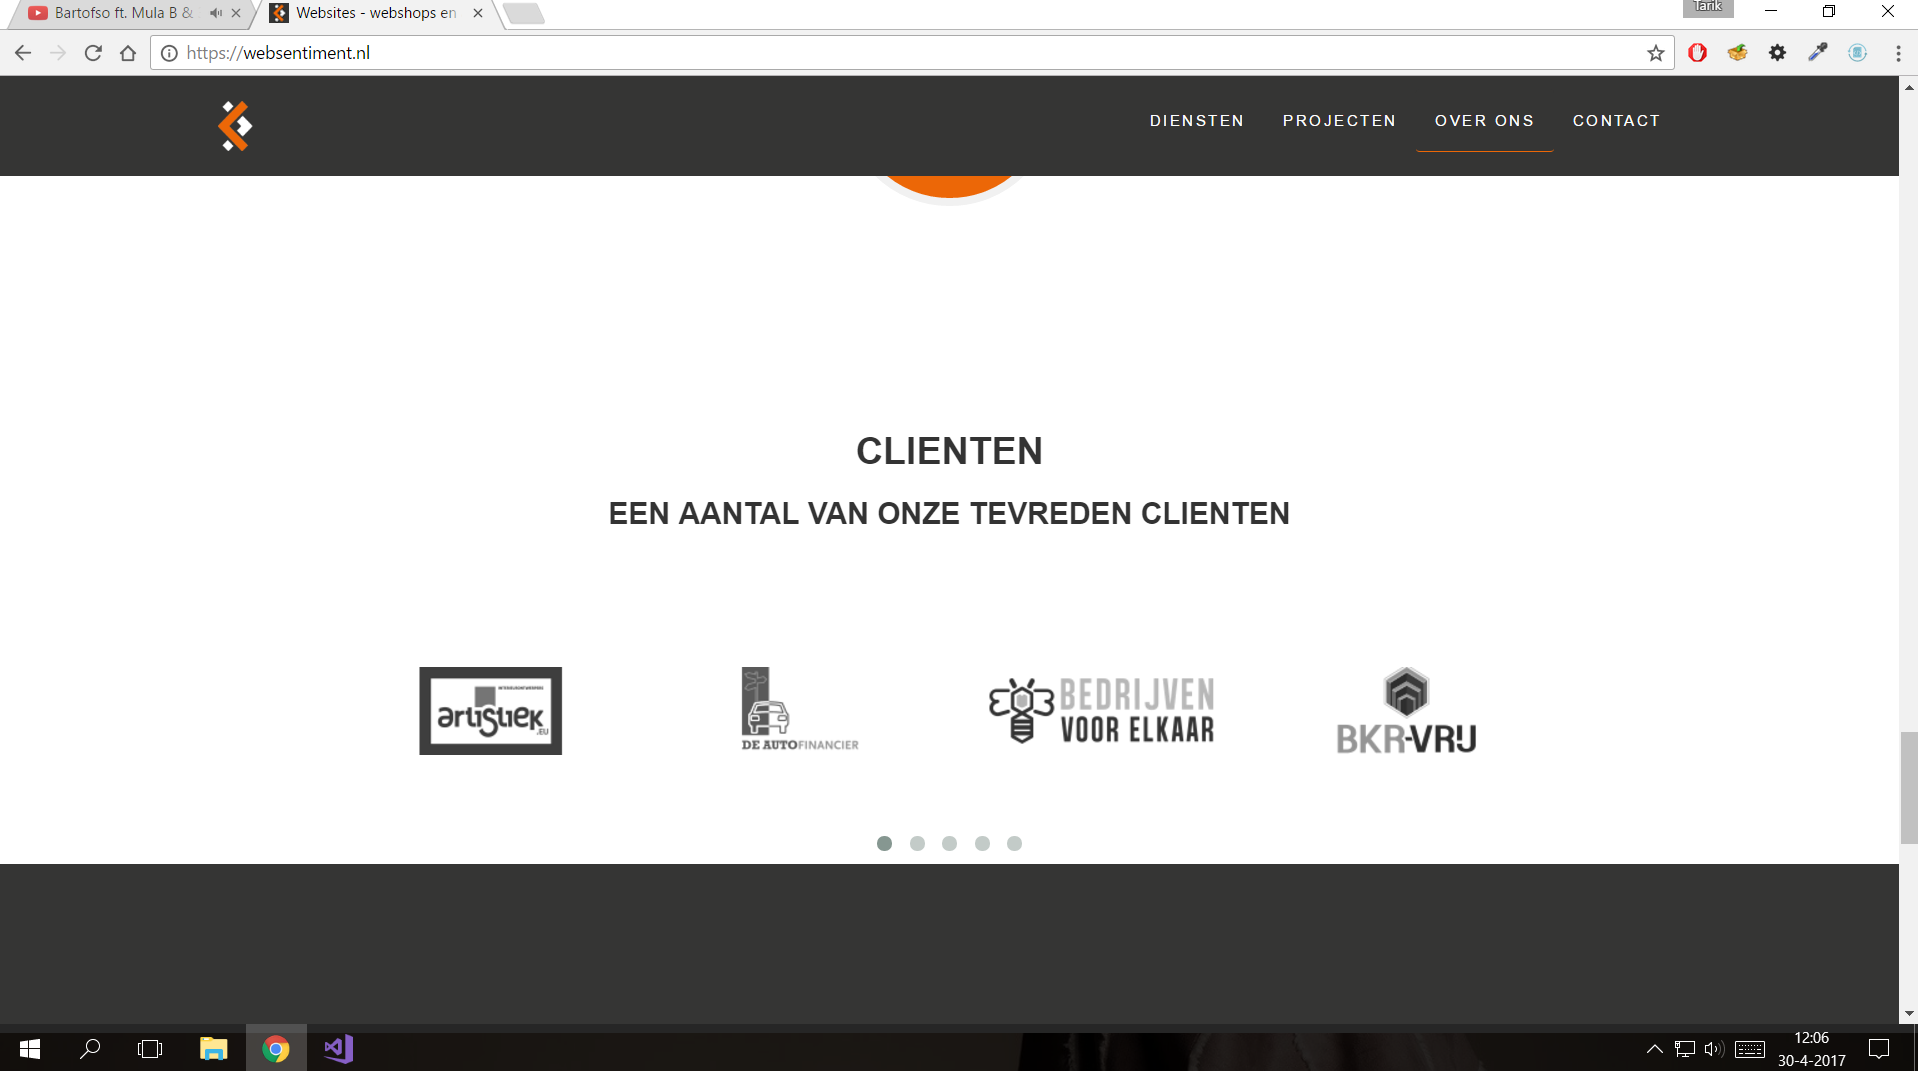 Bartofso ft. Mula B &
Websites - webshops en
Tarik
https://websentiment.nl
DIENSTEN
PROJECTEN
OVER ONS
CONTACT
CLIENTEN
EEN AANTAL VAN ONZE TEVREDEN CLIENTEN
artistiek
.EU
DE AUTOFINANCIER
BEDRIJVEN
VOOR ELKAAR
BKR-VRIJ
12:06
30-4-2017